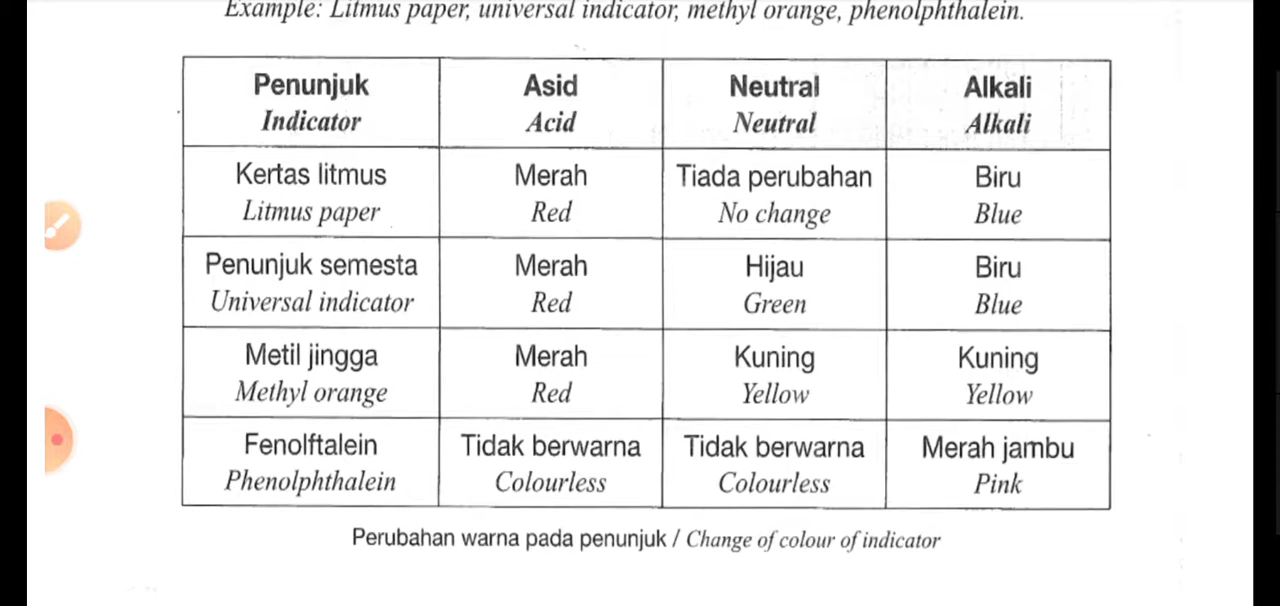 Example: Litmus paper, universal indicator, methyl orange, phenolphthalein.
Penunjuk Asid Neutral Alkali
Indicator Acid Neutral Alkali
Kertas litmus Merah Tiada perubahan Biru
Litmus paper Red No change Blue
Penunjuk semesta Merah Hijau Biru
Universal indicator Red Green Blue
Metil jingga Merah Kuning Kuning
Methyl orange Red Yellow Yellow
Fenolftalein Tidak berwarna Tidak berwarna Merah jambu
Phenolphthalein Colourless Colourless Pink
Perubahan warna pada penunjuk / Change of colour of indicator